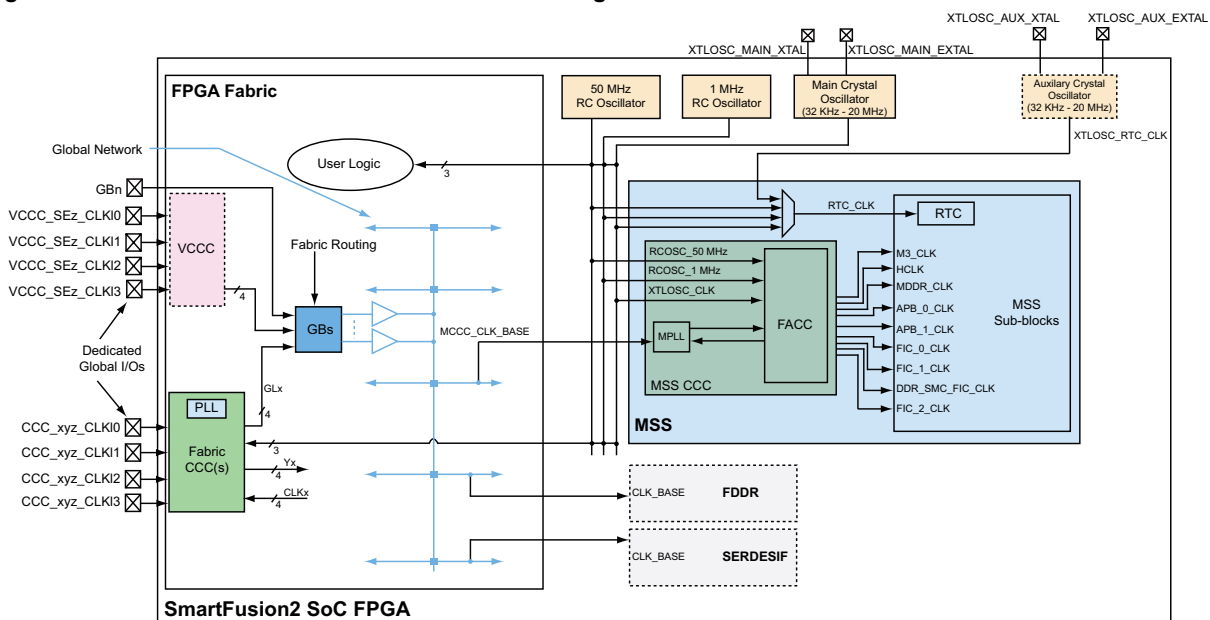 XTLOSC_AUX_XTAL
XTLOSC_AUX_EXTAL
XTLOSC_MAIN_XTAL
XTLOSC_MAIN_EXTAL
FPGA Fabric
50 MHz
RC Oscillator
1 MHz
RC Oscillator
Main Crystal
Oscillator
(32 KHz - 20 MHz)
Auxilary Crystal
Oscillator
(32 KHz - 20 MHz)
XTLOSC_RTC_CLK
Global Network
User Logic
3
GBn
VCCC_SEz_CLKI0
VCCC_SEz_CLKI1
VCCC_SEz_CLKI2
VCCC_SEz_CLKI3
VCCC
4
Fabric Routing
GBs
RTC_CLK
RTC
RCOSC_50 MHz
RCOSC_1 MHz
XTLOSC_CLK
MPLL
FACC
MSS CCC
MSS
M3_CLK
HCLK
MDDR_CLK
APB_0_CLK
APB_1_CLK
FIC_0_CLK
FIC_1_CLK
DDR_SMC_FIC_CLK
FIC_2_CLK
MSS
Sub-blocks
MCCC_CLK_BASE
Dedicated
Global I/Os
GLx
4
PLL
Fabric
CCC(s)
CCC_xyz_CLKI0
CCC_xyz_CLKI1
CCC_xyz_CLKI2
CCC_xyz_CLKI3
3
Yx
4
CLKx
4
CLK_BASE
FDDR
CLK_BASE
SERDESIF
SmartFusion2 SoC FPGA